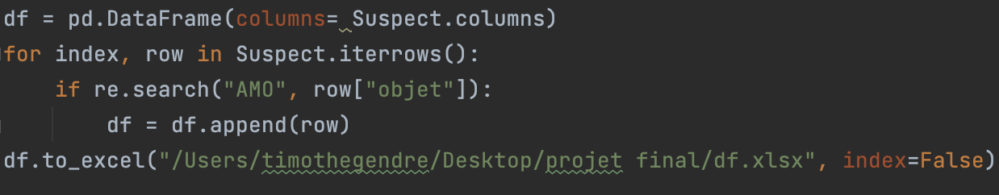 df = pd.DataFrame(columns= Suspect.columns)
for index, row in Suspect.iterrows():
    if re.search("AMO", row["objet"]):
        df = df.append(row)
df.to_excel("/Users/timothegendre/Desktop/projet final/df.xlsx", index=False)